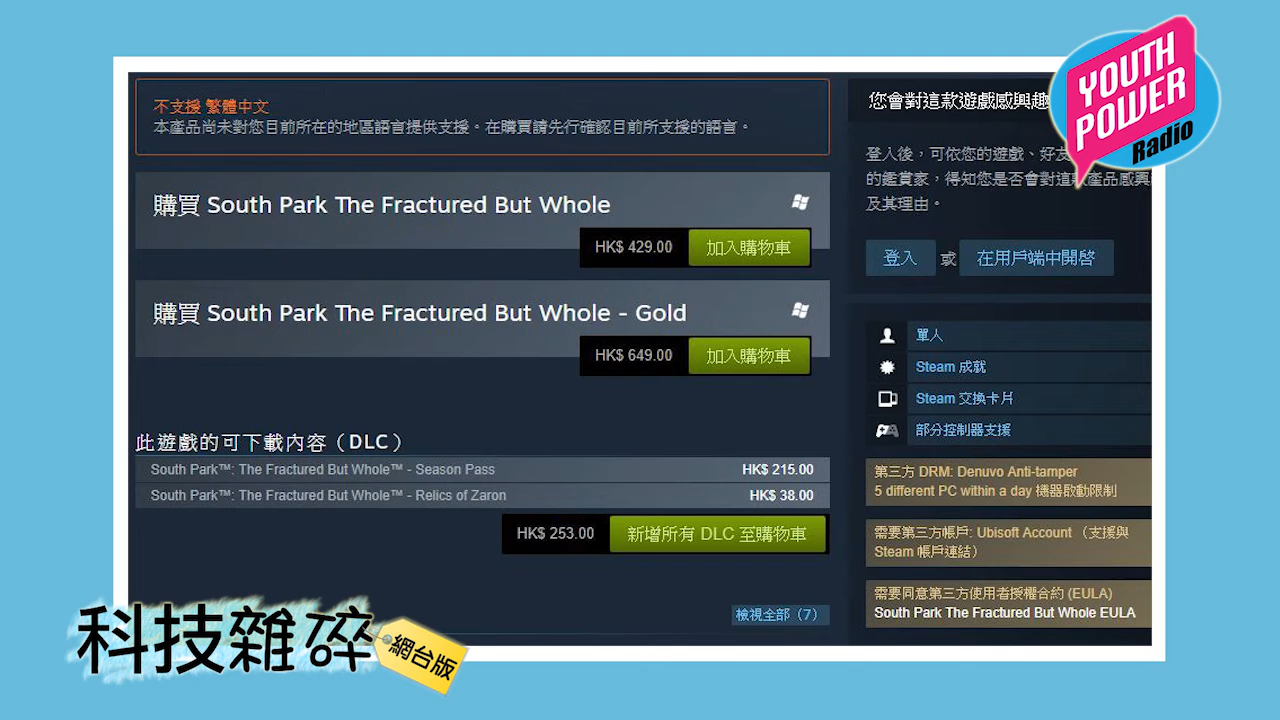 不支援 繁體中文
本產品尚未對您目前所在的地區語言提供支援。在購買請先行確認目前所支援的語言。
購買 South Park The Fractured But Whole
HK$ 429.00 加入購物車
購買 South Park The Fractured But Whole - Gold
HK$ 649.00 加入購物車
此遊戲的可下載內容（DLC）
South Park™: The Fractured But Whole™ - Season Pass HK$ 215.00
South Park™: The Fractured But Whole™ - Relics of Zaron HK$ 38.00
HK$ 253.00 新增所有 DLC 至購物車
檢視全部（7）
您會對這款遊戲感興趣
登入後，可依您的遊戲、好友
的鑑賞家，得知您是否會對這款產品感興
及其理由。
登入 或 在用戶端中開啓
單人
Steam 成就
Steam 交換卡片
部分控制器支援
第三方 DRM: Denuvo Anti-tamper
5 different PC within a day 機器啟動限制
需要第三方帳戶: Ubisoft Account （支援與
Steam 帳戶連結）
需要同意第三方使用者授權合約 (EULA)
South Park The Fractured But Whole EULA
YOUTH
POWER
Radio
科技雜碎
網台版